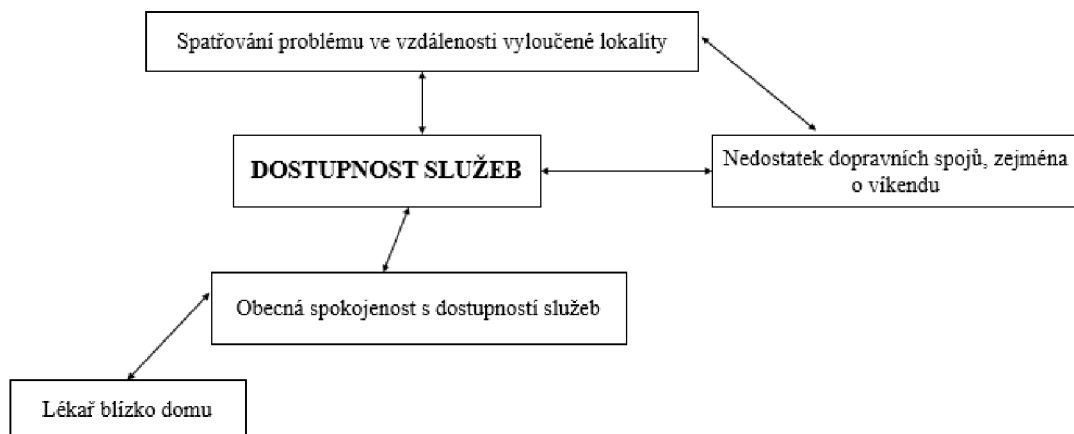 Spatřování problému ve vzdálenosti vyloučené lokality
DOSTUPNOST SLUŽEB
Nedostatek dopravních spojů, zejména
o víkendu
Obecná spokojenost s dostupností služeb
Lékař blízko domu